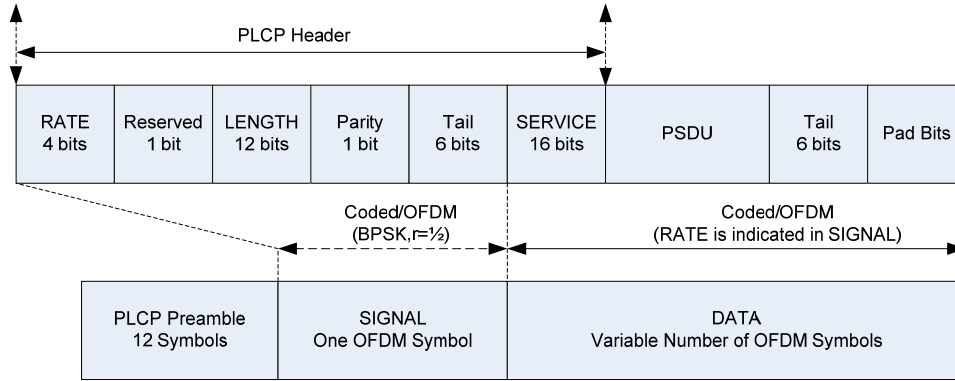 PLCP Header
RATE
4 bits
Reserved
1 bit
LENGTH
12 bits
Parity
1 bit
Tail
6 bits
SERVICE
16 bits
PSDU
Tail
6 bits
Pad Bits
Coded/OFDM
(BPSK,r=½)
Coded/OFDM
(RATE is indicated in SIGNAL)
PLCP Preamble
12 Symbols
SIGNAL
One OFDM Symbol
DATA
Variable Number of OFDM Symbols